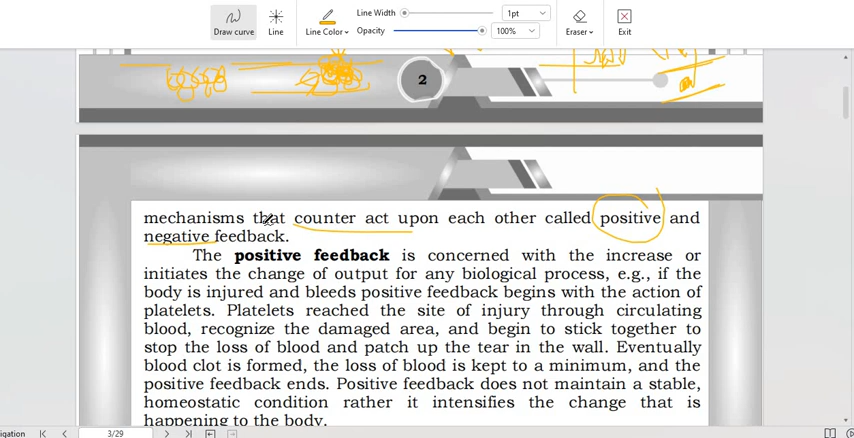 Line Width
1pt
Opacity
100%
Draw curve
Line
Line Color
Eraser
Exit
2
mechanisms that counter act upon each other called positive and
negative feedback.
The positive feedback is concerned with the increase or
initiates the change of output for any biological process, e.g., if the
body is injured and bleeds positive feedback begins with the action of
platelets. Platelets reached the site of injury through circulating
blood, recognize the damaged area, and begin to stick together to
stop the loss of blood and patch up the tear in the wall. Eventually
blood clot is formed, the loss of blood is kept to a minimum, and the
positive feedback ends. Positive feedback does not maintain a stable,
homeostatic condition rather it intensifies the change that is
happening to the body.
igation
3/29